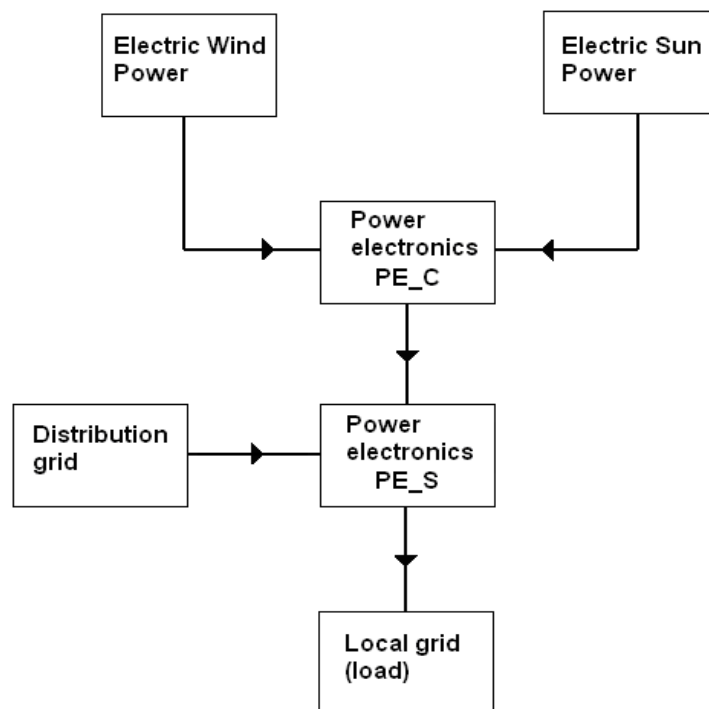 Electric Wind
Power
Electric Sun
Power
Power
electronics
PE_C
Distribution
grid
Power
electronics
PE_S
Local grid
(load)